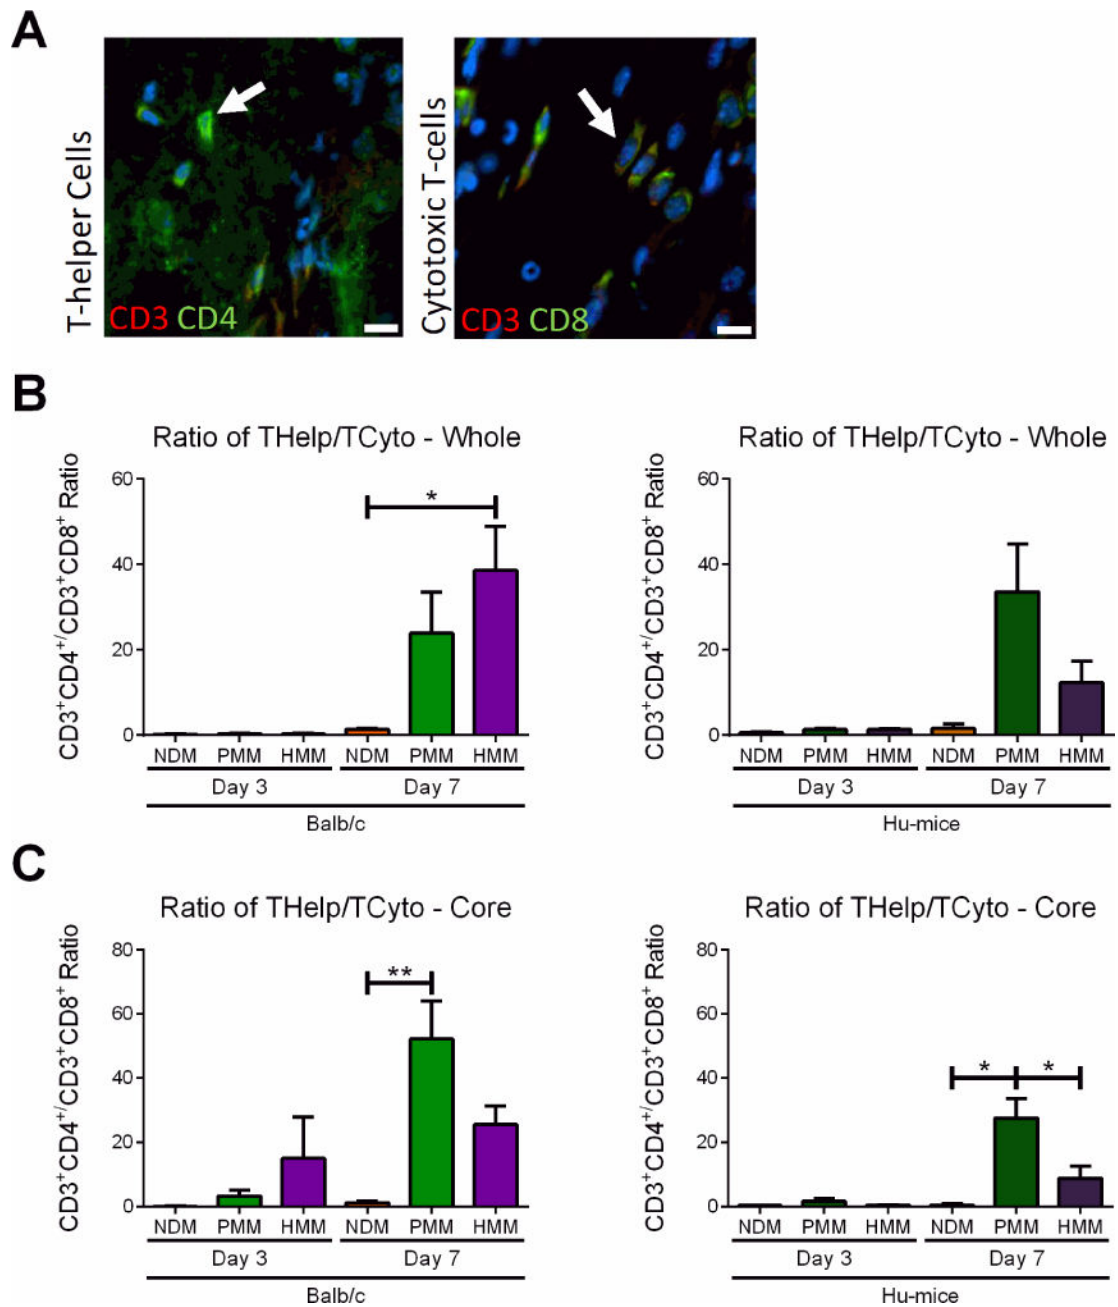 A
T-helper Cells
CD3 CD4
Cytotoxic T-cells
CD3 CD8
B
Ratio of THelp/TCyto - Whole
CD3⁺CD4⁺/CD3⁺CD8⁺ Ratio
60
40
20
0
NDM PMM HMM NDM PMM HMM
Day 3 Day 7
Balb/c
*
Ratio of THelp/TCyto - Whole
CD3⁺CD4⁺/CD3⁺CD8⁺ Ratio
60
40
20
0
NDM PMM HMM NDM PMM HMM
Day 3 Day 7
Hu-mice
C
Ratio of THelp/TCyto - Core
CD3⁺CD4⁺/CD3⁺CD8⁺ Ratio
80
60
40
20
0
NDM PMM HMM NDM PMM HMM
Day 3 Day 7
Balb/c
**
Ratio of THelp/TCyto - Core
CD3⁺CD4⁺/CD3⁺CD8⁺ Ratio
80
60
40
20
0
NDM PMM HMM NDM PMM HMM
Day 3 Day 7
Hu-mice
* *